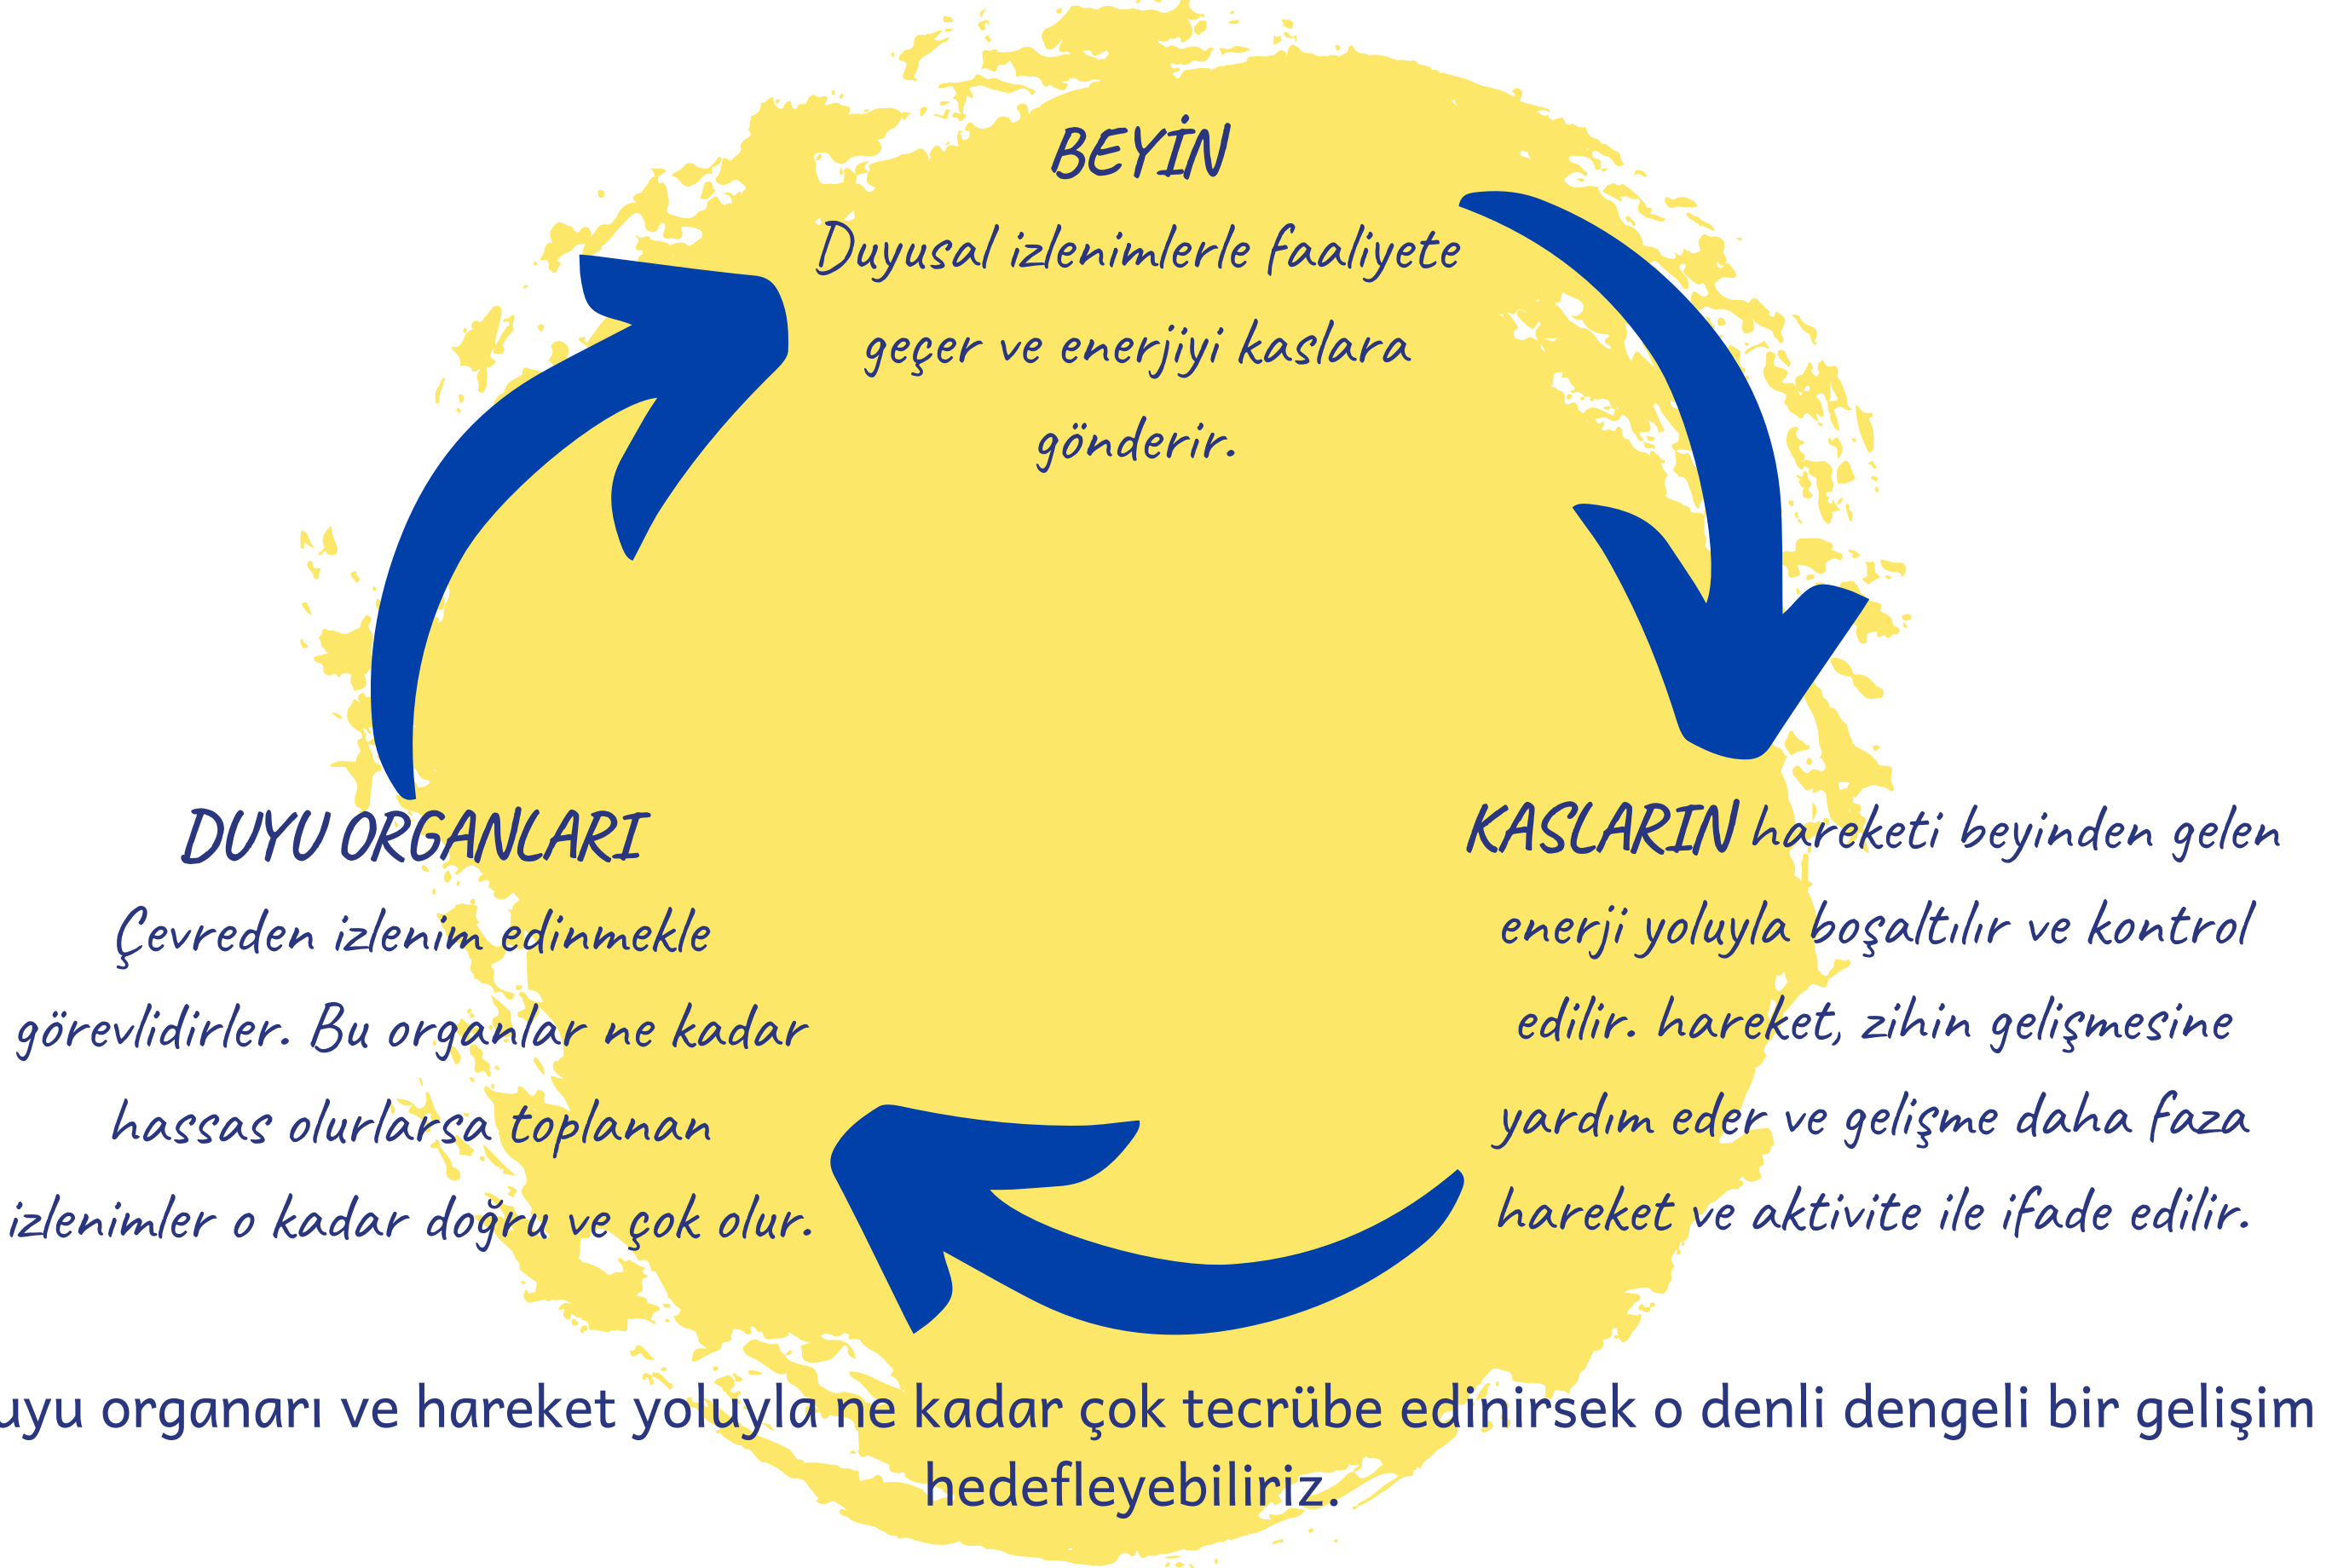 BEYİN
Duyusal izlenimlerle faaliyete
geçer ve enerjiyi kaslara
gönderir.
DUYU ORGANLARI
Çevreden izlenim edinmekle
görevlidirler. Bu organlar ne kadar
hassas olurlarsa toplanan
izlenimler o kadar doğru ve çok olur.
KASLARIN hareketi beyinden gelen
enerji yoluyla boşaltılır ve kontrol
edilir. hareket, zihin gelişmesine
yardım eder ve gelişme daha faza
hareket ve aktivite ile ifade edilir.
uyu organarı ve hareket yoluyla ne kadar çok tecrübe edinirsek o denli dengeli bir gelişim
hedefleyebiliriz.